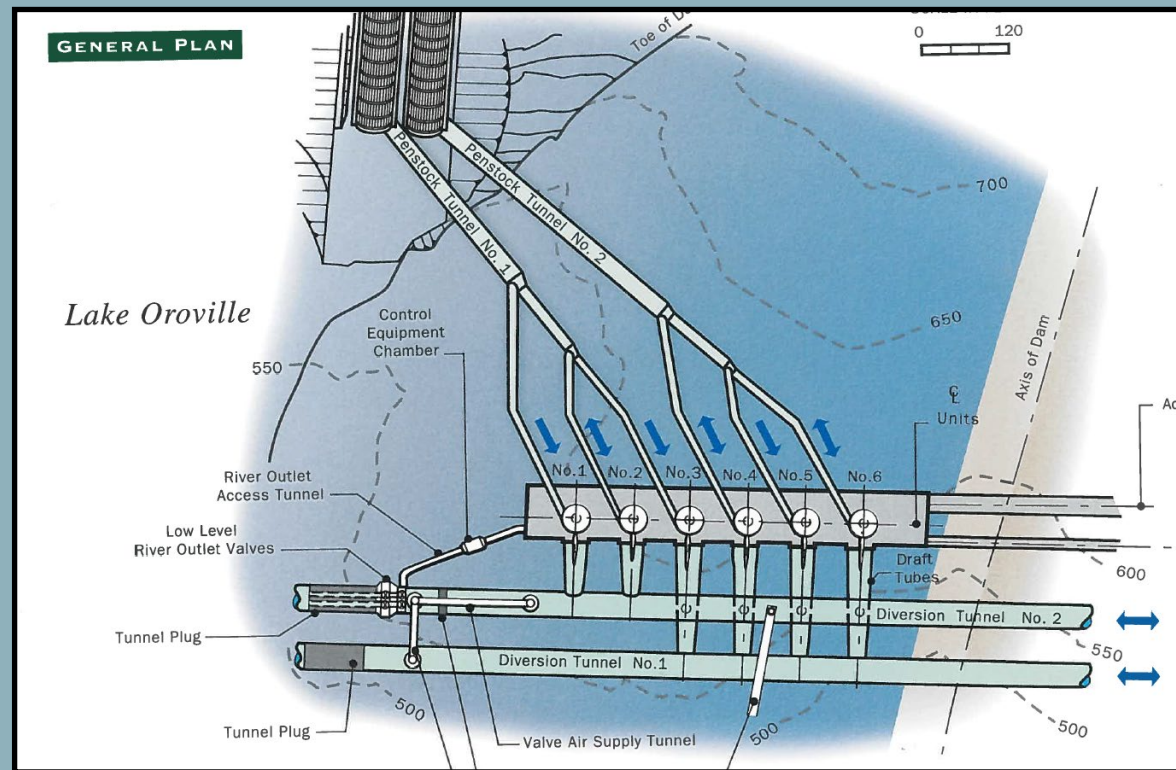 GENERAL PLAN
0 120
Toe of
Penstock Tunnel No. 1
Penstock Tunnel No. 2
700
Lake Oroville
650
Control
Equipment
Chamber
550
Axis of Dam
CL
Units
River Outlet
Access Tunnel
No.1 No.2 No.3 No.4 No.5 No.6
Low Level
River Outlet Valves
Draft
Tubes
600
Tunnel Plug
Diversion Tunnel No. 2
Diversion Tunnel No.1
550
500
Tunnel Plug
Valve Air Supply Tunnel
500
500